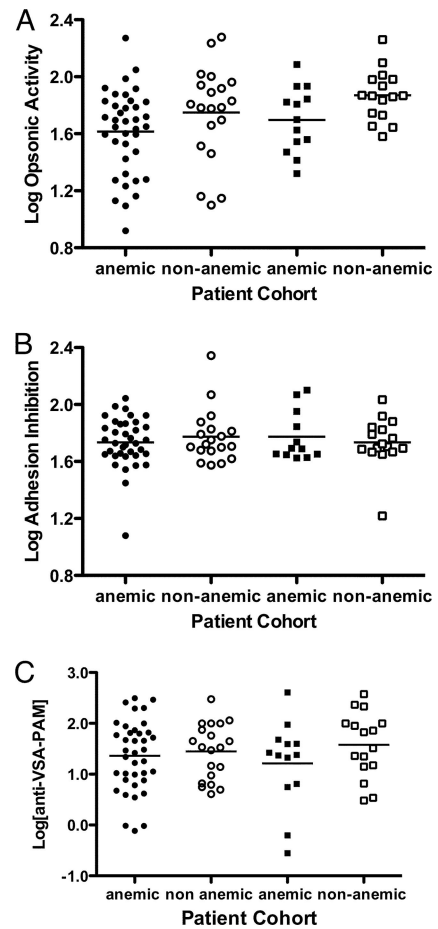 A
Log Opsonic Activity
2.4
2.0
1.6
1.2
0.8
anemic non-anemic anemic non-anemic
Patient Cohort
B
Log Adhesion Inhibition
2.4
2.0
1.6
1.2
0.8
anemic non-anemic anemic non-anemic
Patient Cohort
C
Log[anti-VSA-PAM]
3.0
2.0
1.0
0.0
-1.0
anemic non anemic anemic non-anemic
Patient Cohort